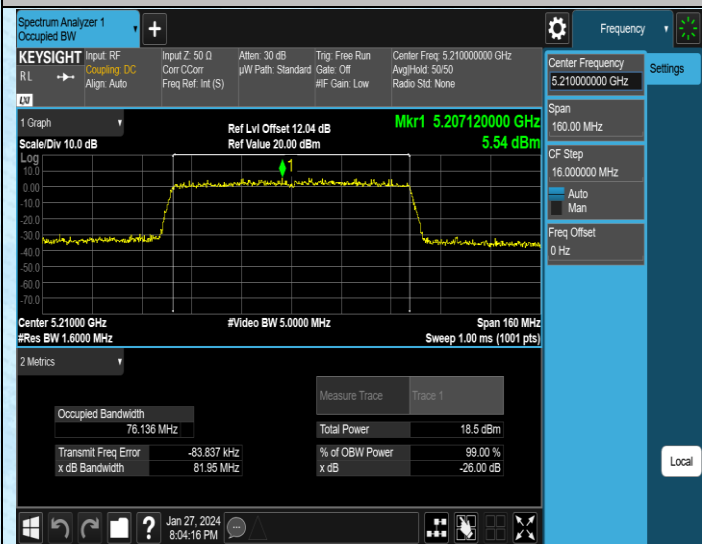 Spectrum Analyzer 1
Occupied BW
Frequency
KEYSIGHT
RL
LXI
Input: RF
Coupling: DC
Align: Auto
Input Z: 50 Ω
Corr CCorr
Freq Ref: Int (S)
Atten: 30 dB
µW Path: Standard
Trig: Free Run
Gate: Off
#IF Gain: Low
Center Freq: 5.210000000 GHz
Avg|Hold: 50/50
Radio Std: None
Center Frequency
5.210000000 GHz
Settings
Span
160.00 MHz
CF Step
16.000000 MHz
Auto
Man
Freq Offset
0 Hz
1 Graph
Scale/Div 10.0 dB
Ref Lvl Offset 12.04 dB
Ref Value 20.00 dBm
Mkr1 5.207120000 GHz
5.54 dBm
Log
10.0
0.00
-10.0
-20.0
-30.0
-40.0
-50.0
-60.0
-70.0
1
Center 5.21000 GHz
#Res BW 1.6000 MHz
#Video BW 5.0000 MHz
Span 160 MHz
Sweep 1.00 ms (1001 pts)
2 Metrics
Measure Trace Trace 1
Occupied Bandwidth
76.136 MHz
Total Power 18.5 dBm
Transmit Freq Error -83.837 kHz
% of OBW Power 99.00 %
x dB Bandwidth 81.95 MHz
x dB -26.00 dB
Local
?
Jan 27, 2024
8:04:16 PM